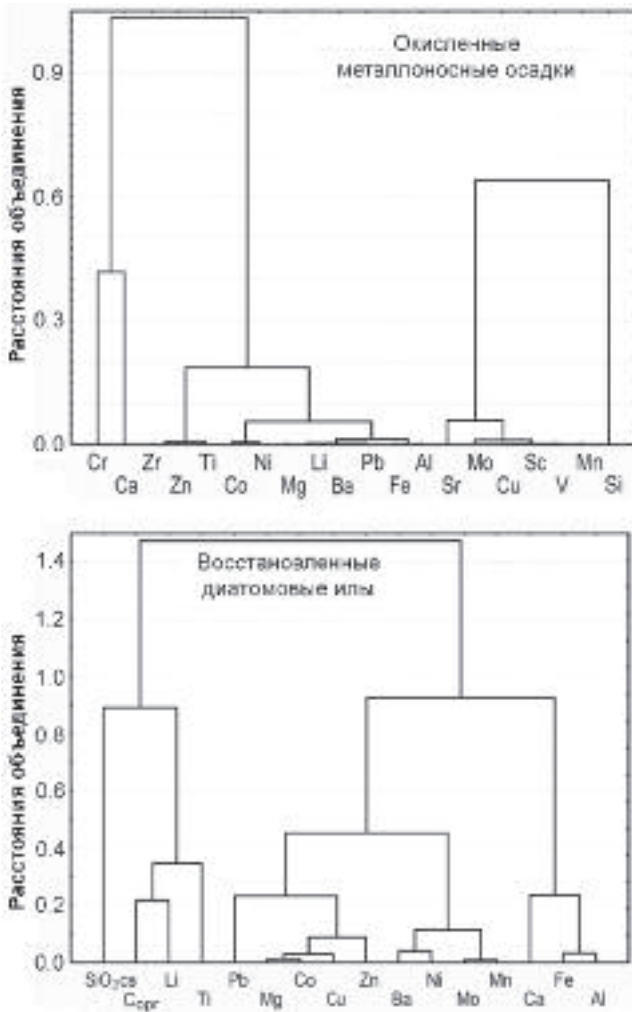 Окисленные
металлоносные осадки
Расстояния объединения
0.9
0.6
0.3
0.0
Cr Zr Ti Ni Li Pb Al Mo Sc Mn
Ca Zn Co Mg Ba Fe Sr Cu V Si
Восстановленные
диатомовые илы
Расстояния объединения
1.4
1.2
1.0
0.8
0.6
0.4
0.2
0.0
Li Pb Co Zn Ni Mn Fe
Cорг Ti Mg Cu Ba Mo Ca Al